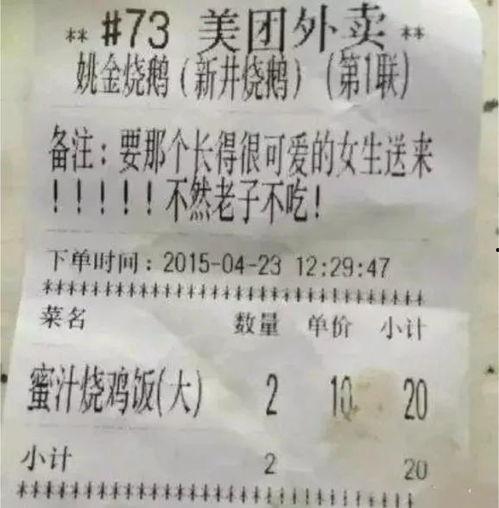 ** #73 美团外卖 **
姚金烧鹅(新井烧鹅) (第1联)
备注:要那个长得很可爱的女生送来
!!!!!不然老子不吃!
下单时间:2015-04-23 12:29:47
************************************
菜名 数量 单价 小计
蜜汁烧鸡饭(大) 2 10 20
小计 2 20
************************************